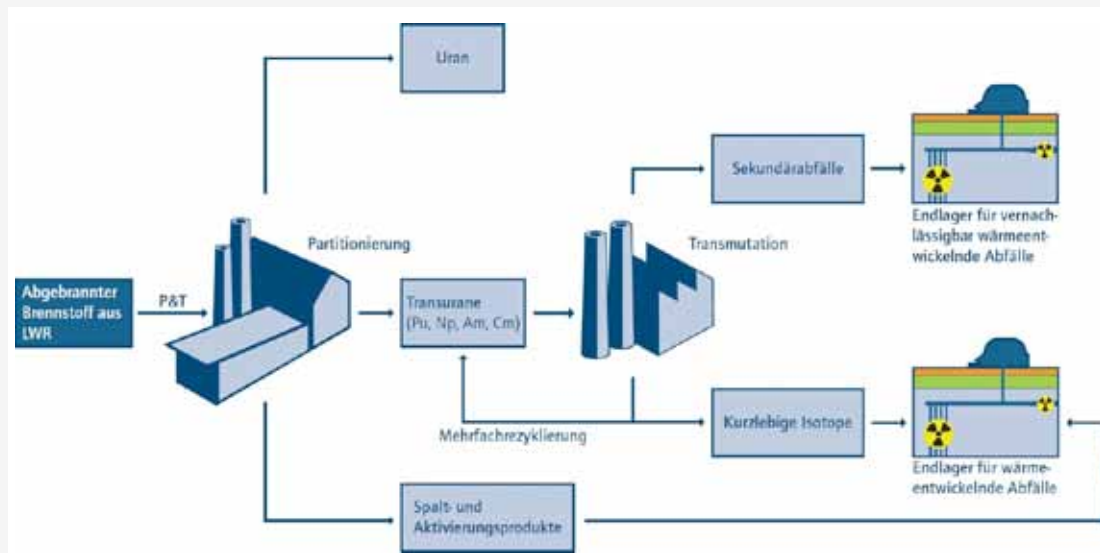 Uran
Sekundärabfälle
Endlager für vernach-
lässigbar wärmeent-
wickelnde Abfälle
Partitionierung
Transmutation
Abgebrannter
Brennstoff aus
LWR
P&T
Transurane
(Pu, Np, Am, Cm)
Mehrfachrezyklierung
Kurzlebige Isotope
Endlager für wärme-
entwickelnde Abfälle
Spalt- und
Aktivierungsprodukte